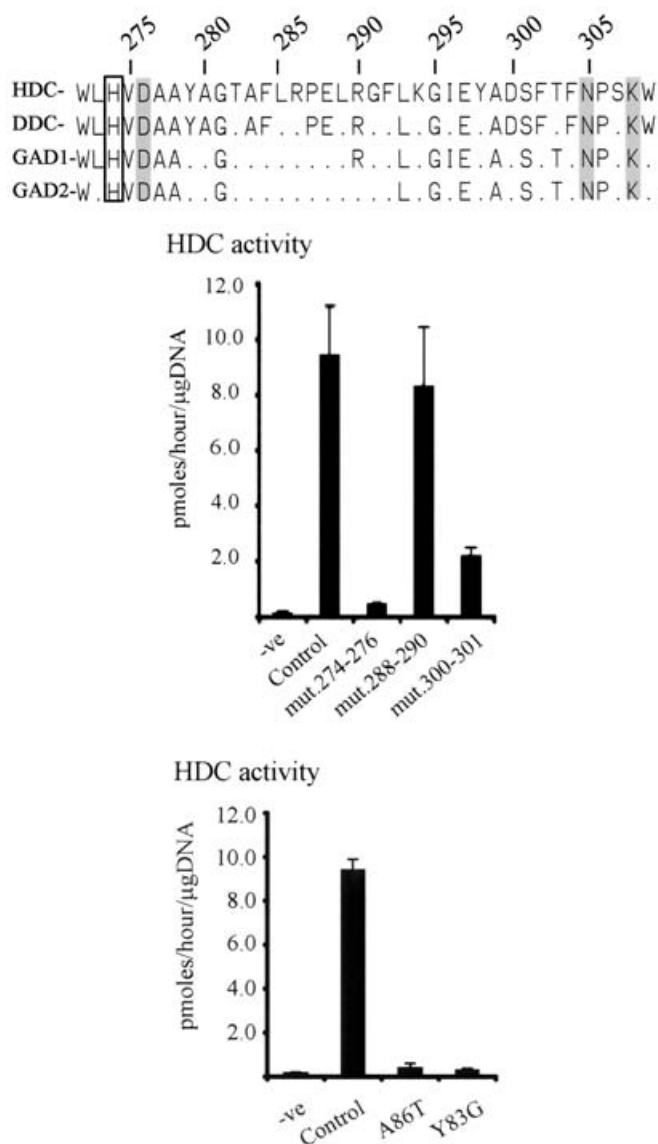 275 280 285 290 295 300 305
HDC- WLHVDAAYAGTAFLRPELRGFLKGIEYADSFTFNPSKW
DDC- WLHVDAAYAG.AF..PE.R..L.G.E.ADSF.FNP.KW
GAD1-WLHVDAA..G........R..L.GIE.A.S.T.NP.K.
GAD2-W.HVDAA..G...........L.G.E.A.S.T.NP.K.
HDC activity
pmoles/hour/μgDNA
12.0
10.0
8.0
6.0
4.0
2.0
-ve Control mut.274-276 mut.288-290 mut.300-301
HDC activity
pmoles/hour/μgDNA
12.0
10.0
8.0
6.0
4.0
2.0
-ve Control A86T Y83G